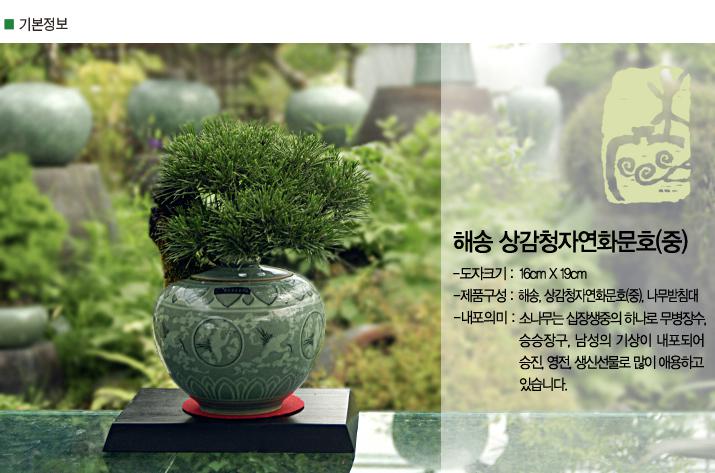 기본정보
해송 상감청자연화문호(중)
-도자크기 : 16cm X 19cm
-제품구성 : 해송, 상감청자연화문호(중), 나무받침대
-내포의미 : 소나무는 십장생중의 하나로 무병장수,
승승장구, 남성의 기상이 내포되어
승진, 영전, 생신선물로 많이 애용하고
있습니다.